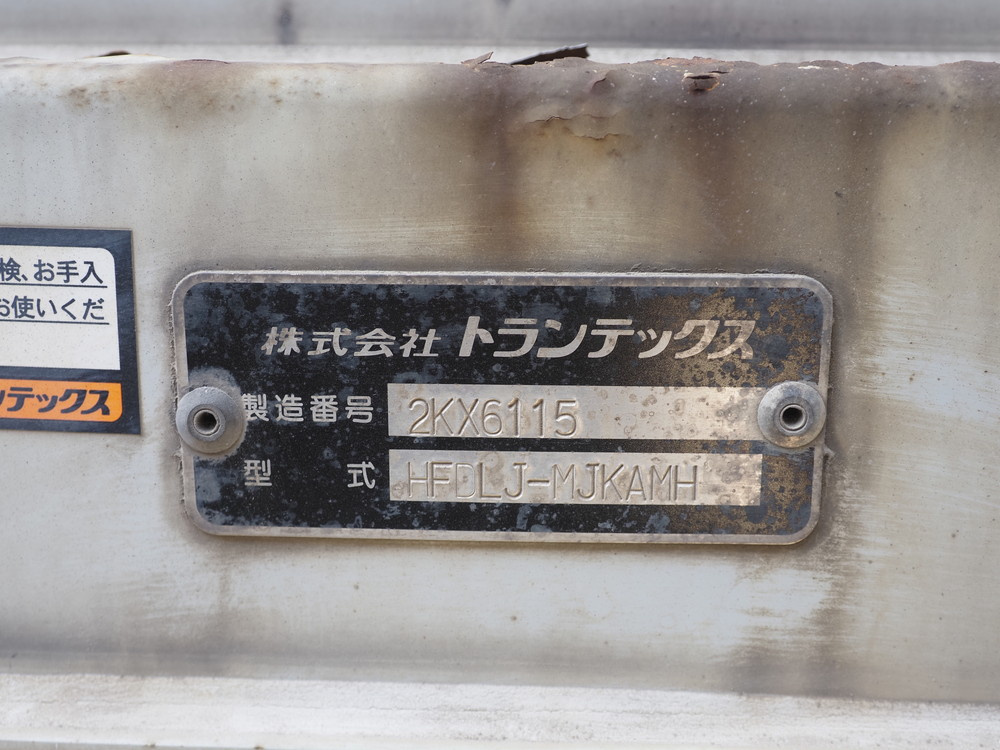 検、お手入
お使いくだ
ンテックス
株式会社 トランテックス
製造番号 2KX6115
型 式 HFDLJ-MJKAMH